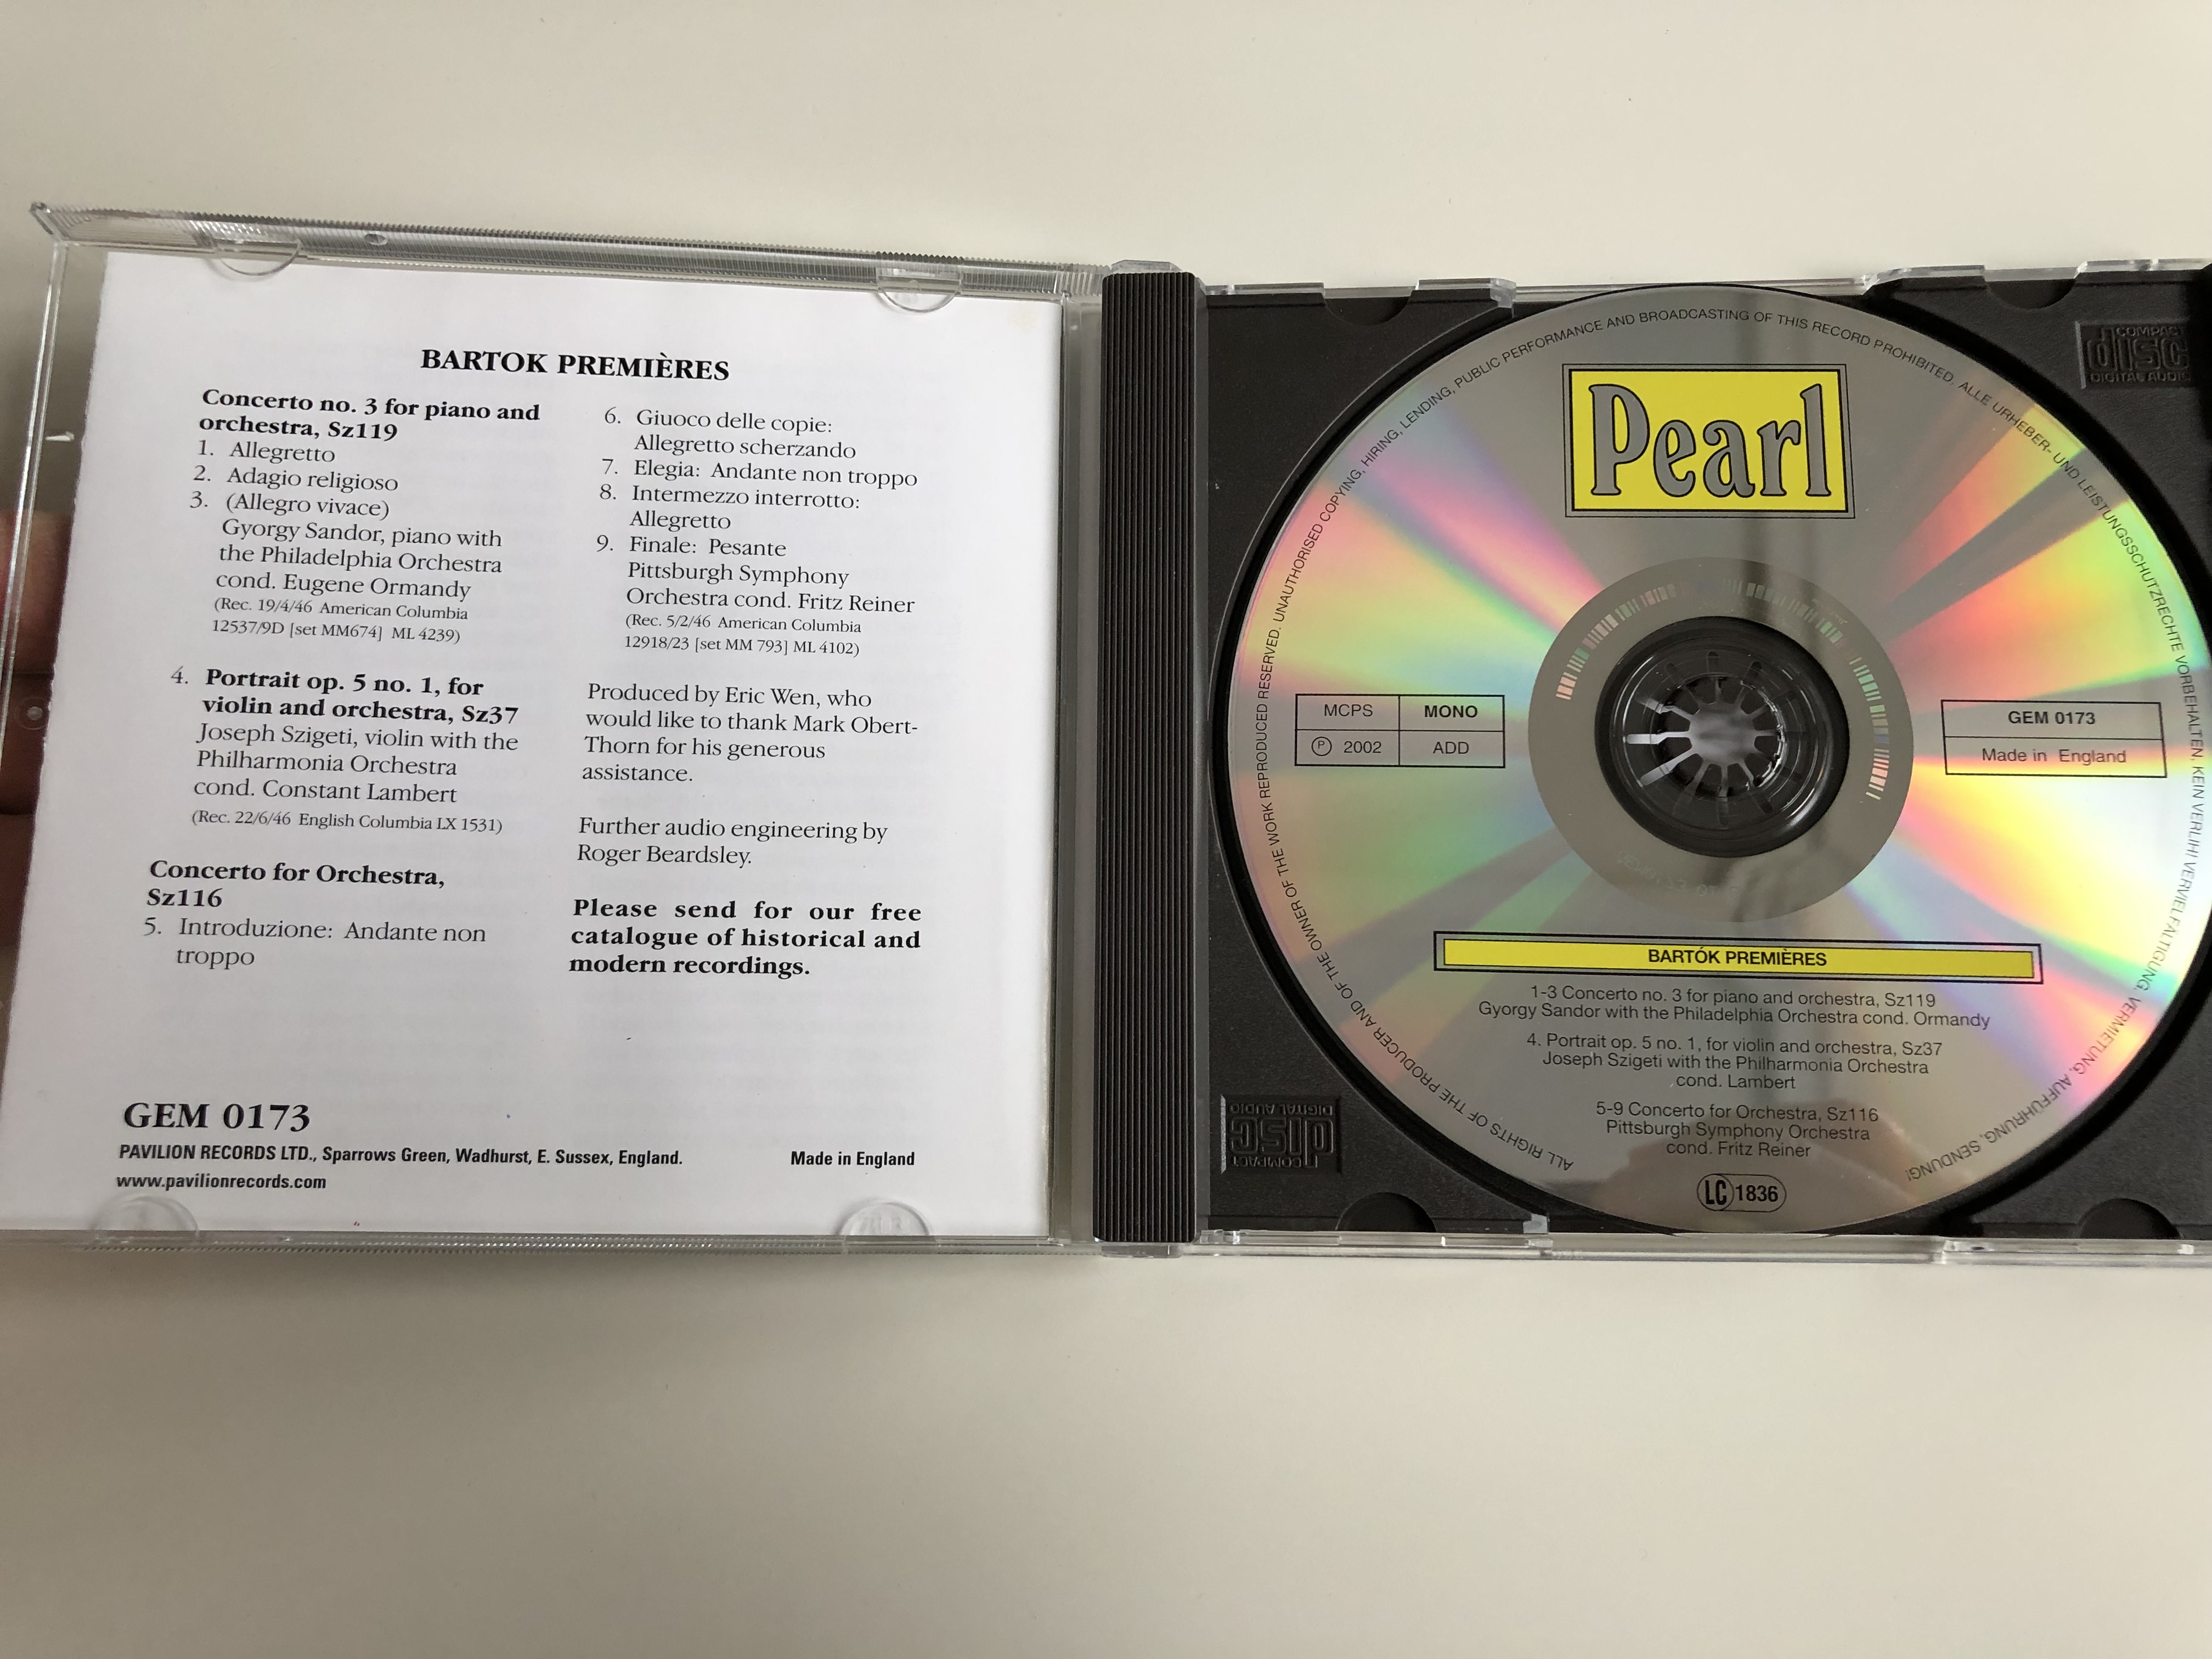 BARTOK PREMIÈRES
Concerto no. 3 for piano and
orchestra, Sz119
1. Allegretto
2. Adagio religioso
3. (Allegro vivace)
Gyorgy Sandor, piano with
the Philadelphia Orchestra
cond. Eugene Ormandy
(Rec. 19/4/46 American Columbia
12537/9D [set MM674] ML 4239)
4. Portrait op. 5 no. 1, for
violin and orchestra, Sz37
Joseph Szigeti, violin with the
Philharmonia Orchestra
cond. Constant Lambert
(Rec. 22/6/46 English Columbia LX 1531)
Concerto for Orchestra,
Sz116
5. Introduzione: Andante non
troppo
6. Giuoco delle copie:
Allegretto scherzando
7. Elegia: Andante non troppo
8. Intermezzo interrotto:
Allegretto
9. Finale: Pesante
Pittsburgh Symphony
Orchestra cond. Fritz Reiner
(Rec. 5/2/46 American Columbia
12918/23 [set MM 793] ML 4102)
Produced by Eric Wen, who
would like to thank Mark Obert-
Thorn for his generous
assistance.
Further audio engineering by
Roger Beardsley.
Please send for our free
catalogue of historical and
modern recordings.
GEM 0173
PAVILION RECORDS LTD., Sparrows Green, Wadhurst, E. Sussex, England.
Made in England
www.pavilionrecords.com
ALL RIGHTS OF THE PRODUCER AND OF THE OWNER OF THE WORK REPRODUCED RESERVED. UNAUTHORISED COPYING, HIRING, LENDING, PUBLIC PERFORMANCE AND BROADCASTING OF THIS RECORD PROHIBITED. ALLE URHEBER- UND LEISTUNGSSCHUTZRECHTE VORBEHALTEN. KEIN VERLIH! VERVIELFÄLTIGUNG, VERMIETUNG, AUFFÜHRUNG, SENDUNG!
Pearl
MCPS MONO
Ⓟ 2002 ADD
GEM 0173
Made in England
BARTÓK PREMIÈRES
1-3 Concerto no. 3 for piano and orchestra, Sz119
Gyorgy Sandor with the Philadelphia Orchestra cond. Ormandy
4. Portrait op. 5 no. 1, for violin and orchestra, Sz37
Joseph Szigeti with the Philharmonia Orchestra
cond. Lambert
5-9 Concerto for Orchestra, Sz116
Pittsburgh Symphony Orchestra
cond. Fritz Reiner
LC 1836
COMPACT
disc
DIGITAL AUDIO
COMPACT
disc
DIGITAL AUDIO